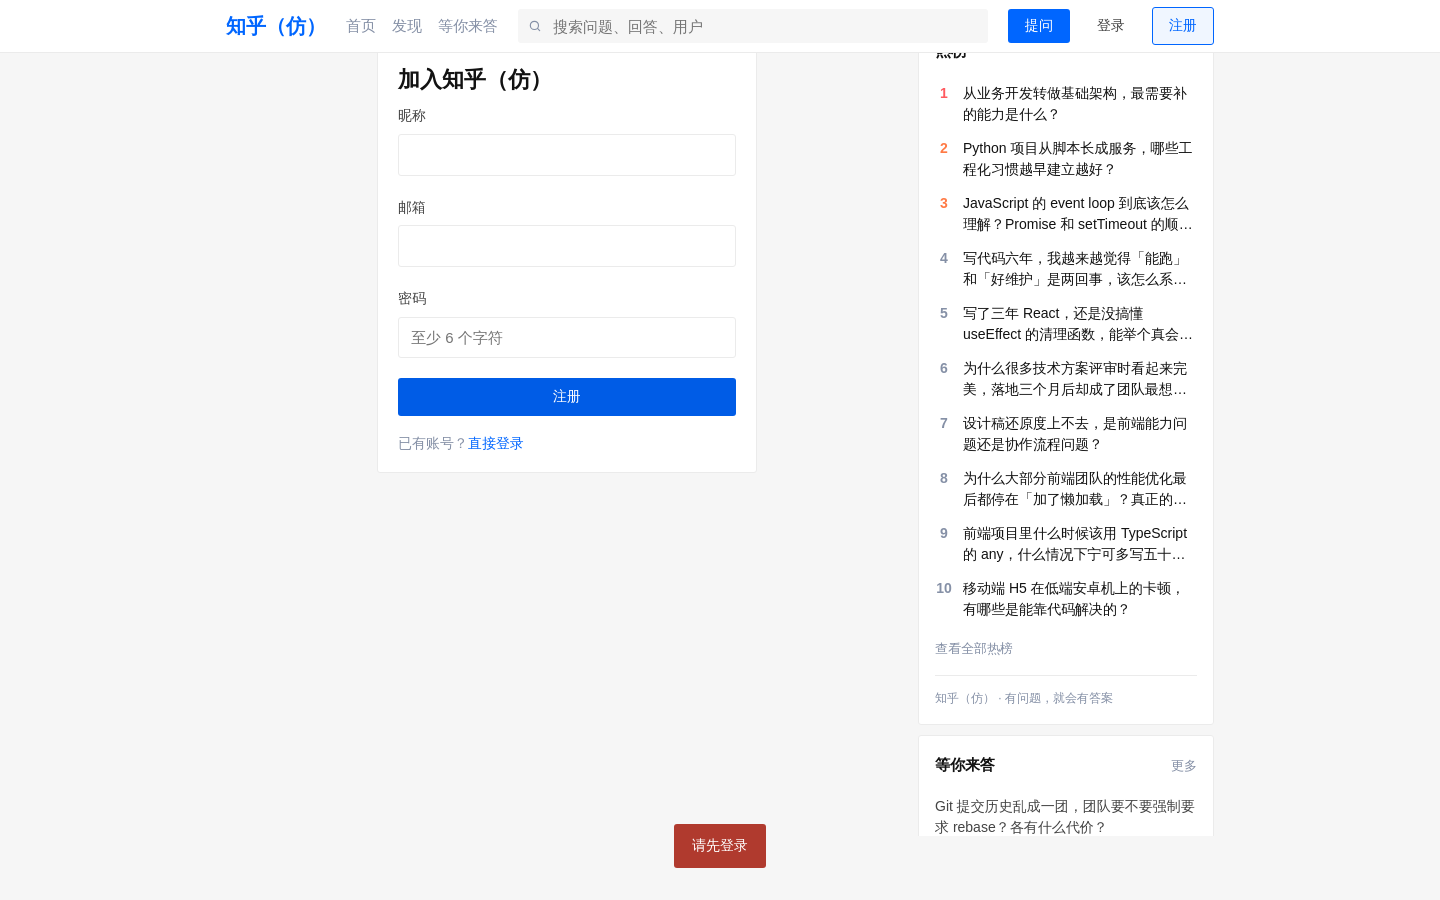 知乎（仿）
首页 发现 等你来答
搜索问题、回答、用户
提问
登录
注册
加入知乎（仿）
昵称
邮箱
密码
至少 6 个字符
注册
已有账号？直接登录
热榜
1 从业务开发转做基础架构，最需要补
的能力是什么？
2 Python 项目从脚本长成服务，哪些工
程化习惯越早建立越好？
3 JavaScript 的 event loop 到底该怎么
理解？Promise 和 setTimeout 的顺…
4 写代码六年，我越来越觉得「能跑」
和「好维护」是两回事，该怎么系…
5 写了三年 React，还是没搞懂
useEffect 的清理函数，能举个真会…
6 为什么很多技术方案评审时看起来完
美，落地三个月后却成了团队最想…
7 设计稿还原度上不去，是前端能力问
题还是协作流程问题？
8 为什么大部分前端团队的性能优化最
后都停在「加了懒加载」？真正的…
9 前端项目里什么时候该用 TypeScript
的 any，什么情况下宁可多写五十…
10 移动端 H5 在低端安卓机上的卡顿，
有哪些是能靠代码解决的？
查看全部热榜
知乎（仿） · 有问题，就会有答案
等你来答 更多
Git 提交历史乱成一团，团队要不要强制要
求 rebase？各有什么代价？
请先登录